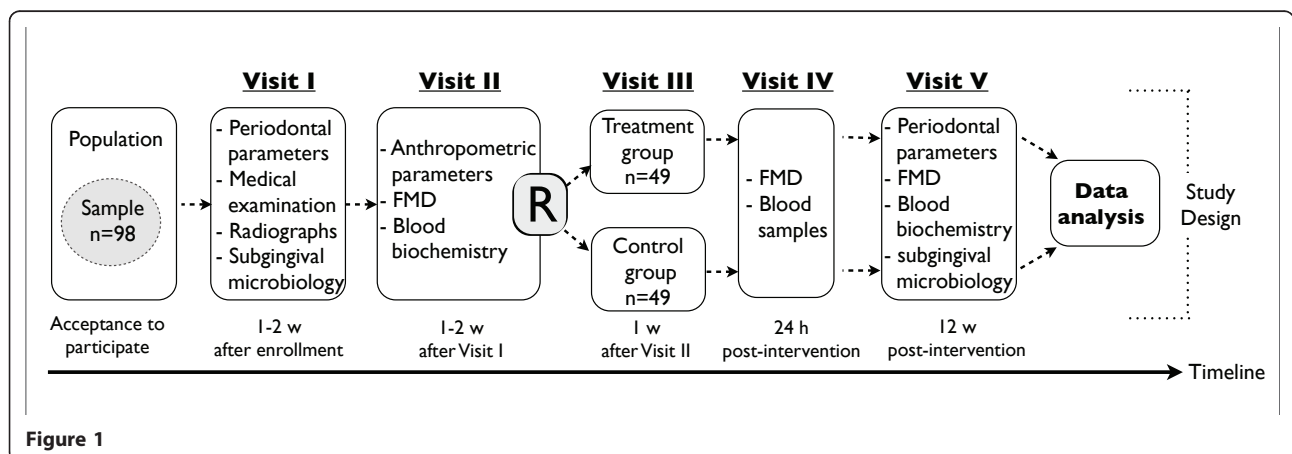 Visit I
Visit II
Visit III
Visit IV
Visit V
Population
Sample
n=98
Acceptance to
participate
- Periodontal
parameters
- Medical
examination
- Radiographs
- Subgingival
microbiology
1-2 w
after enrollment
- Anthropometric
parameters
- FMD
- Blood
biochemistry
R
1-2 w
after Visit I
Treatment
group
n=49
Control
group
n=49
1 w
after Visit II
- FMD
- Blood
samples
24 h
post-intervention
- Periodontal
parameters
- FMD
- Blood
biochemistry
- subgingival
microbiology
12 w
post-intervention
Data
analysis
Study
Design
Timeline
Figure 1